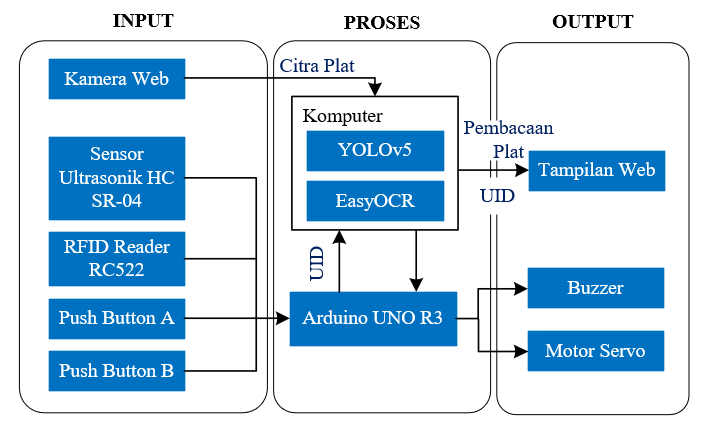 INPUT
PROSES
OUTPUT
Kamera Web
Citra Plat
Komputer
YOLOv5
EasyOCR
Pembacaan
Plat
UID
Tampilan Web
Sensor
Ultrasonik HC
SR-04
RFID Reader
RC522
UID
Push Button A
Push Button B
Arduino UNO R3
Buzzer
Motor Servo